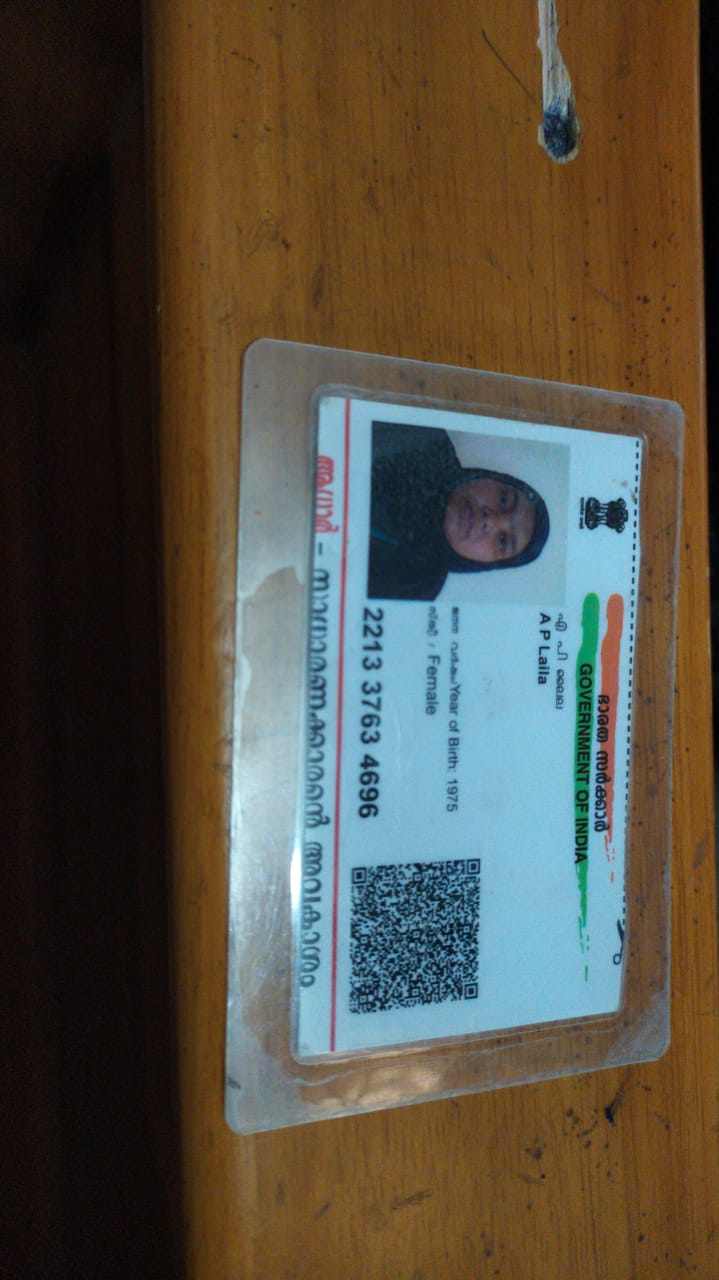 ഭാരത സർക്കാർ
GOVERNMENT OF INDIA
എ പി ലൈല
A P Laila
ജനന വർഷം/Year of Birth: 1975
സ്ത്രീ / Female
2213 3763 4696
ആധാർ - സാധാരണക്കാരന്റെ അവകാശം